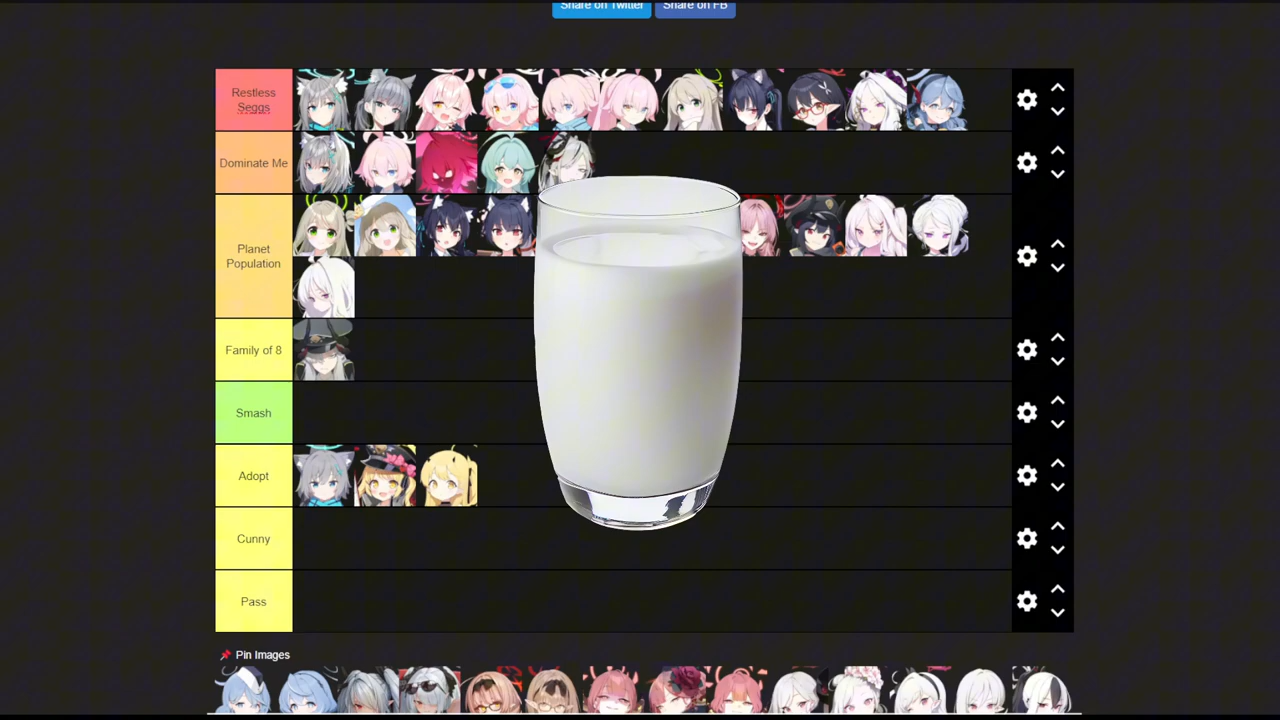 Share on Twitter
Share on FB
Restless
Seggs
Dominate Me
Planet
Population
Family of 8
Smash
Adopt
Cunny
Pass
Pin Images